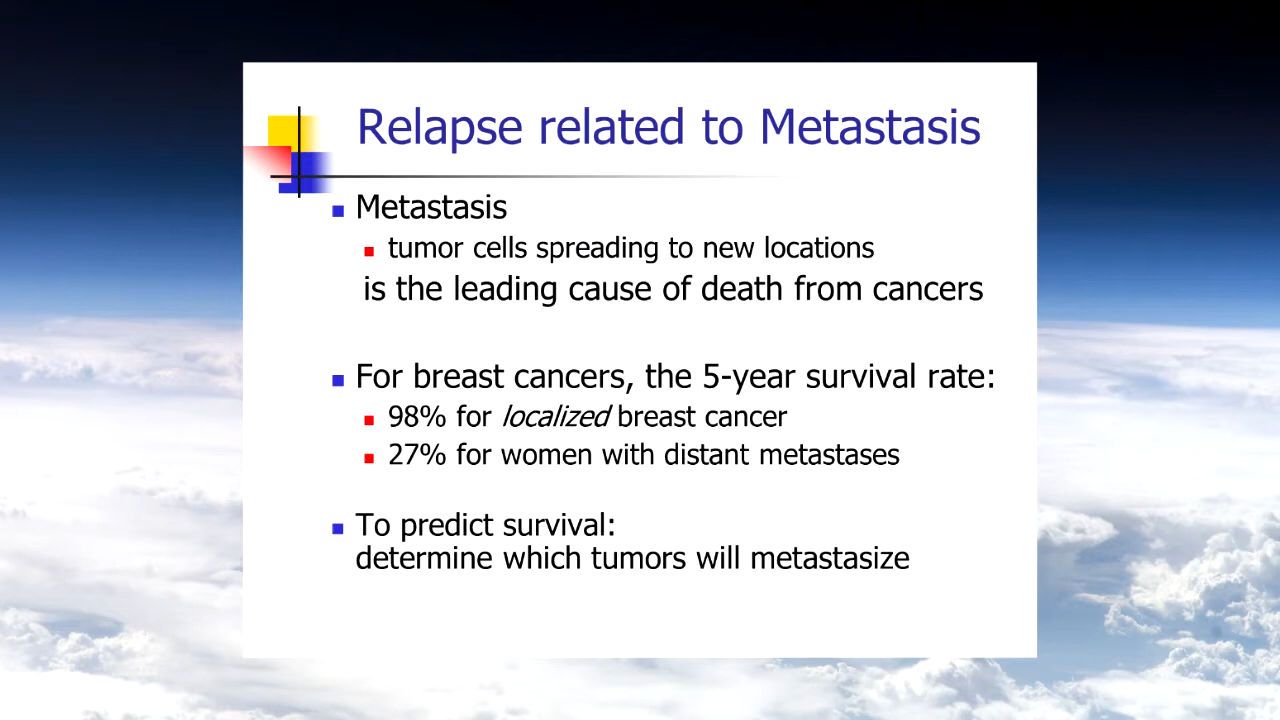 Relapse related to Metastasis
Metastasis
tumor cells spreading to new locations
is the leading cause of death from cancers
For breast cancers, the 5-year survival rate:
98% for localized breast cancer
27% for women with distant metastases
To predict survival:
determine which tumors will metastasize